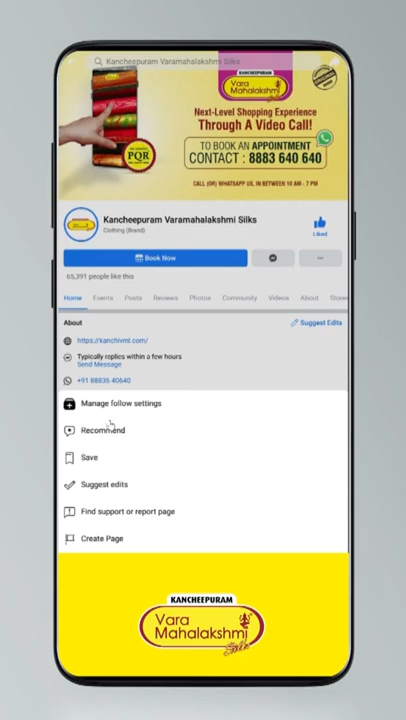 Kancheepuram Varamahalakshmi Silks
KANCHEEPURAM
Vara
Mahalakshmi
Next-Level Shopping Experience
Through A Video Call!
PQR
TO BOOK AN APPOINTMENT
CONTACT : 8883 640 640
CALL (OR) WHATSAPP US, IN BETWEEN 10 AM - 7 PM
Kancheepuram Varamahalakshmi Silks
Clothing (Brand)
Liked
Book Now
65,391 people like this
Home Events Posts Reviews Photos Community Videos About Stores
About
Suggest Edits
https://kanchivml.com/
Typically replies within a few hours
Send Message
+91 88836 40640
Manage follow settings
Recommend
Save
Suggest edits
Find support or report page
Create Page
KANCHEEPURAM
Vara
Mahalakshmi
Silks